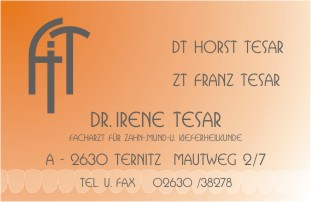 DT HORST TESAR
ZT FRANZ TESAR
DR. IRENE TESAR
FACHARZT FÜR ZAHN-,MUND-U. KIEFERHEILKUNDE
A - 2630 TERNITZ MAUTWEG 2/7
TEL. U. FAX 02630 /38278